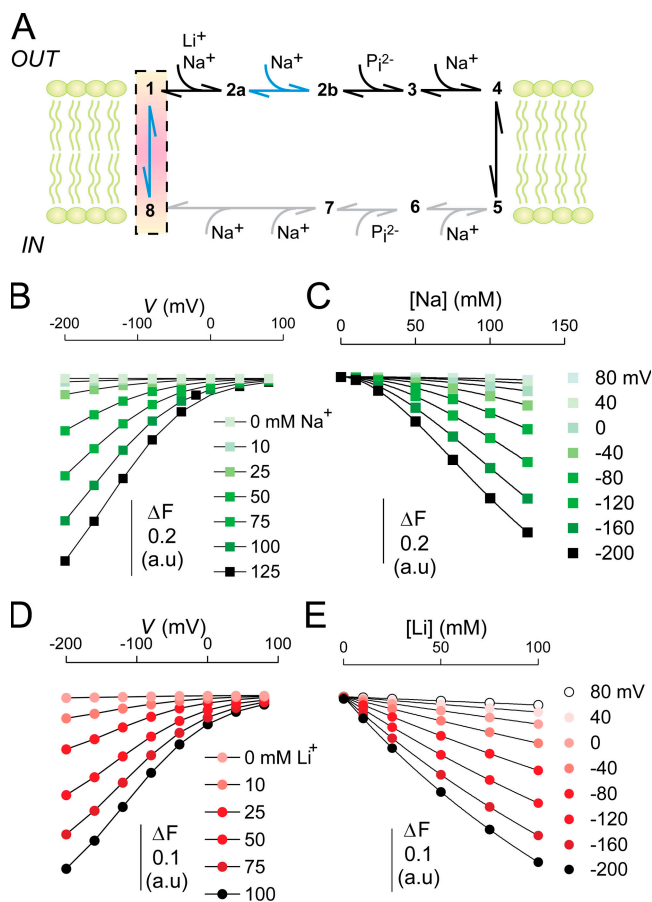 A
OUT
Li+
Na+ Na+ Pi2- Na+
1 2a 2b 3 4
8 7 6 5
Na+ Na+ Pi2- Na+
IN
B
V (mV)
-200 -100 0 100
0 mM Na+
10
25
50
75
100
125
ΔF
0.2
(a.u)
C
[Na] (mM)
0 50 100 150
80 mV
40
0
-40
-80
-120
-160
-200
ΔF
0.2
(a.u)
D
V (mV)
-200 -100 0 100
0 mM Li+
10
25
50
75
100
ΔF
0.1
(a.u)
E
[Li] (mM)
0 50 100
80 mV
40
0
-40
-80
-120
-160
-200
ΔF
0.1
(a.u)